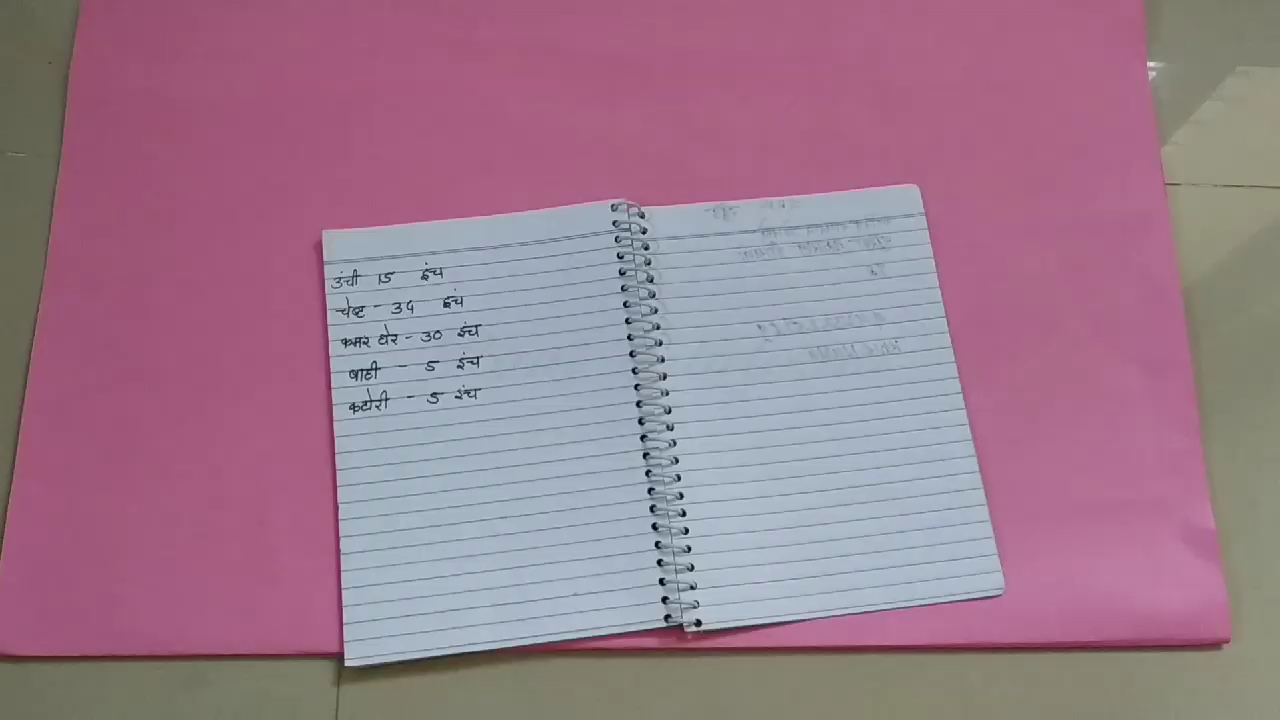 उंची 15 इंच
चेस्ट - 34 इंच
कमर घेर - 30 इंच
बाही - 5 इंच
कटोरी - 5 इंच